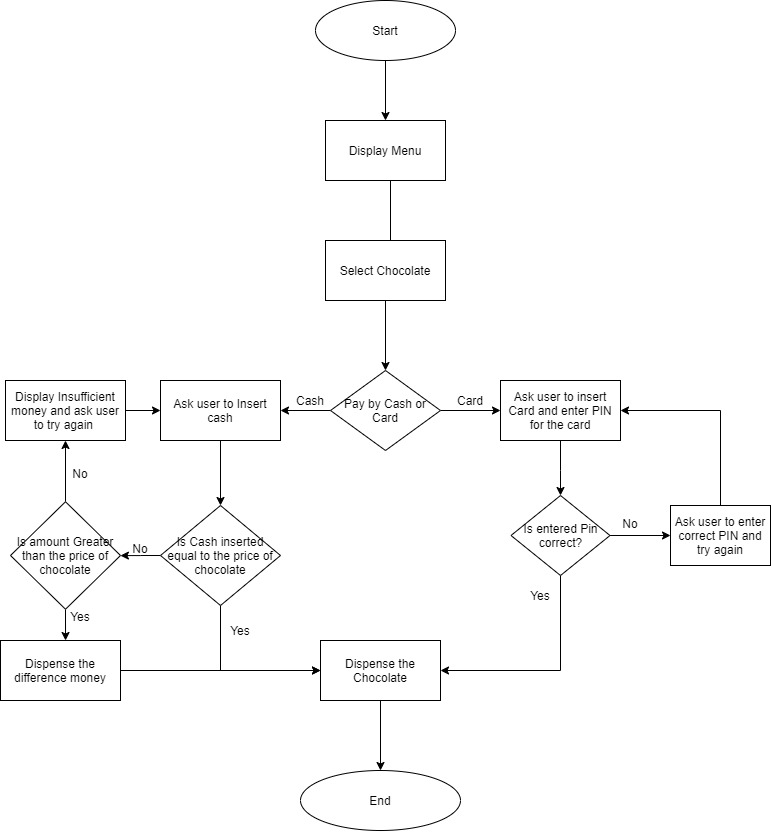 Start
Display Menu
Select Chocolate
Display Insufficient
money and ask user
to try again
Ask user to Insert
cash
Cash
Pay by Cash or
Card
Card
Ask user to insert
Card and enter PIN
for the card
No
Is amount Greater
than the price of
chocolate
No
Is Cash inserted
equal to the price of
chocolate
Is entered Pin
correct?
No
Ask user to enter
correct PIN and
try again
Yes
Yes
Yes
Dispense the
difference money
Dispense the
Chocolate
End